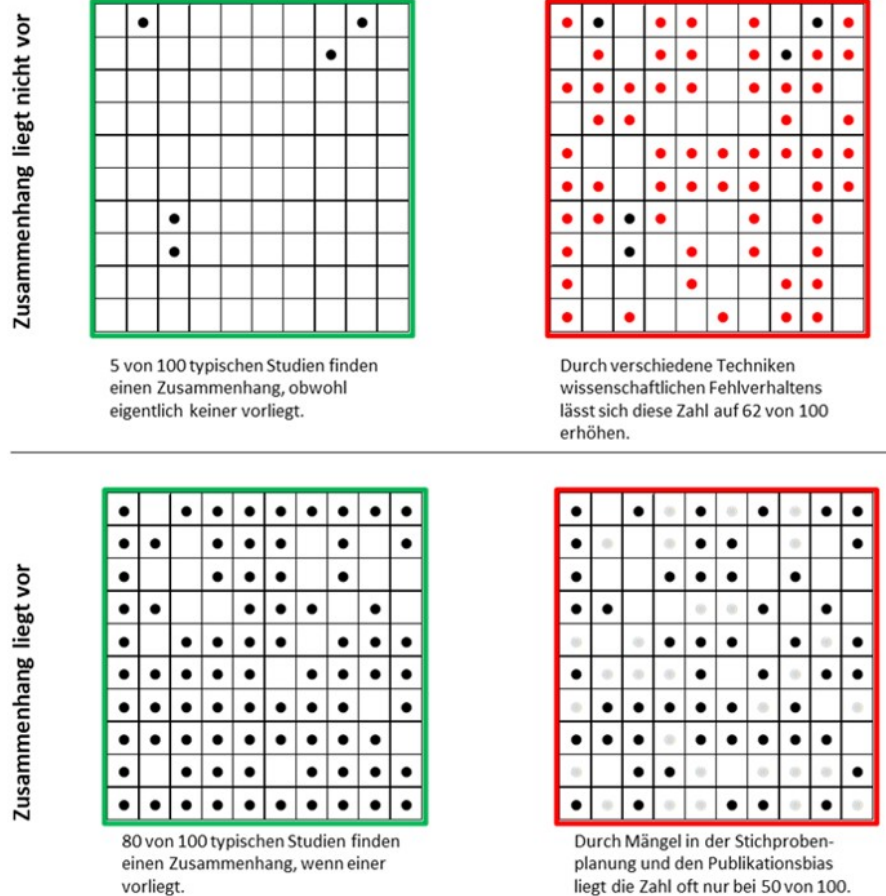 Zusammenhang liegt nicht vor
5 von 100 typischen Studien finden
einen Zusammenhang, obwohl
eigentlich keiner vorliegt.
Durch verschiedene Techniken
wissenschaftlichen Fehlverhaltens
lässt sich diese Zahl auf 62 von 100
erhöhen.
Zusammenhang liegt vor
80 von 100 typischen Studien finden
einen Zusammenhang, wenn einer
vorliegt.
Durch Mängel in der Stichproben-
planung und den Publikationsbias
liegt die Zahl oft nur bei 50 von 100.